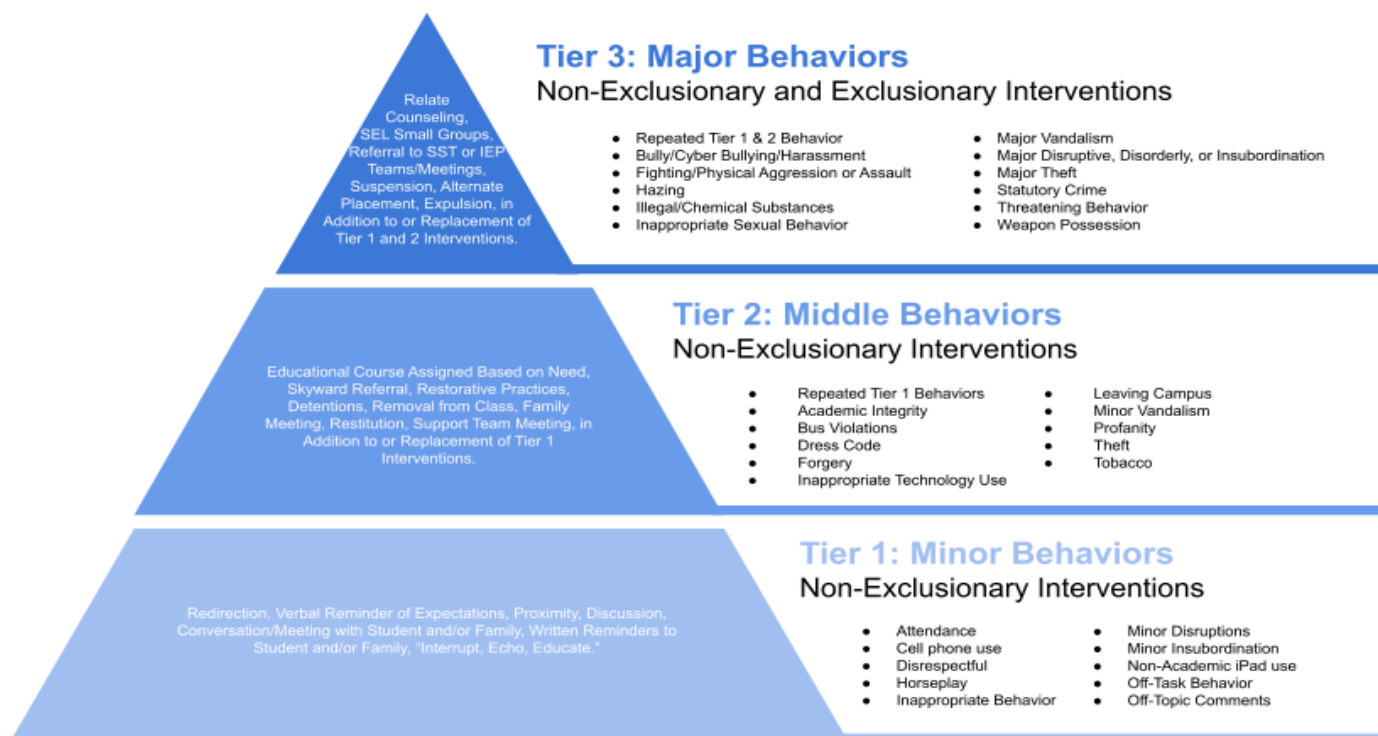 Tier 3: Major Behaviors
Non-Exclusionary and Exclusionary Interventions
Relate
Counseling,
SEL Small Groups,
Referral to SST or IEP
Teams/Meetings,
Suspension, Alternate
Placement, Expulsion, in
Addition to or Replacement of
Tier 1 and 2 Interventions.
● Repeated Tier 1 & 2 Behavior
● Bully/Cyber Bullying/Harassment
● Fighting/Physical Aggression or Assault
● Hazing
● Illegal/Chemical Substances
● Inappropriate Sexual Behavior
● Major Vandalism
● Major Disruptive, Disorderly, or Insubordination
● Major Theft
● Statutory Crime
● Threatening Behavior
● Weapon Possession
Tier 2: Middle Behaviors
Non-Exclusionary Interventions
Educational Course Assigned Based on Need,
Skyward Referral, Restorative Practices,
Detentions, Removal from Class, Family
Meeting, Restitution, Support Team Meeting, in
Addition to or Replacement of Tier 1
Interventions.
● Repeated Tier 1 Behaviors
● Academic Integrity
● Bus Violations
● Dress Code
● Forgery
● Inappropriate Technology Use
● Leaving Campus
● Minor Vandalism
● Profanity
● Theft
● Tobacco
Tier 1: Minor Behaviors
Non-Exclusionary Interventions
Redirection, Verbal Reminder of Expectations, Proximity, Discussion,
Conversation/Meeting with Student and/or Family, Written Reminders to
Student and/or Family, "Interrupt, Echo, Educate."
● Attendance
● Cell phone use
● Disrespectful
● Horseplay
● Inappropriate Behavior
● Minor Disruptions
● Minor Insubordination
● Non-Academic iPad use
● Off-Task Behavior
● Off-Topic Comments